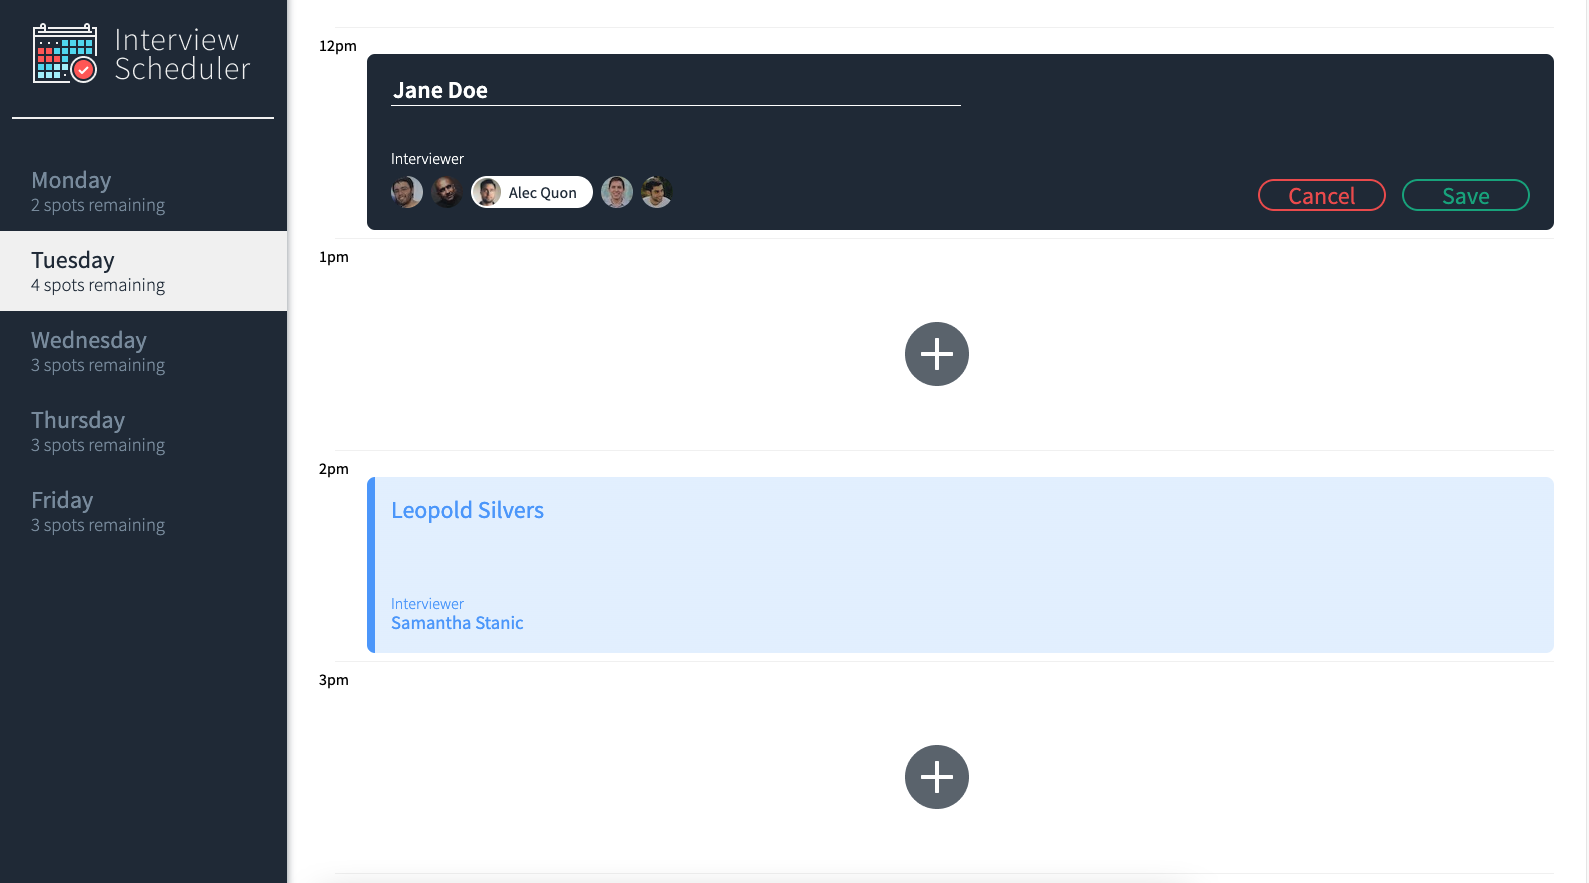 Interview
Scheduler
Monday
2 spots remaining
Tuesday
4 spots remaining
Wednesday
3 spots remaining
Thursday
3 spots remaining
Friday
3 spots remaining
12pm
Jane Doe
Interviewer
Alec Quon
Cancel
Save
1pm
2pm
Leopold Silvers
Interviewer
Samantha Stanic
3pm